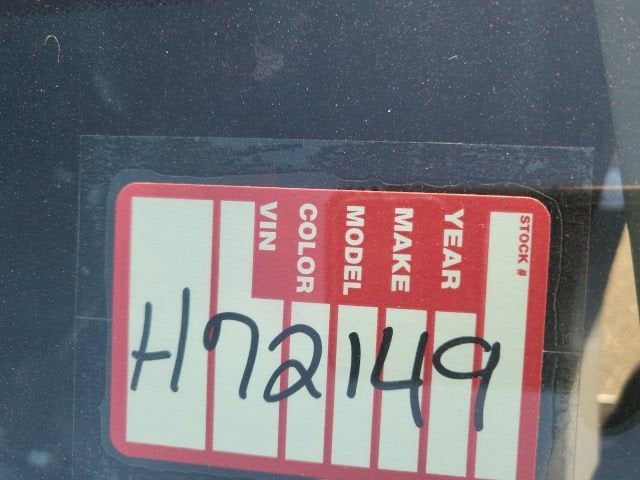 STOCK #
YEAR
MAKE
MODEL
COLOR
VIN
H72149